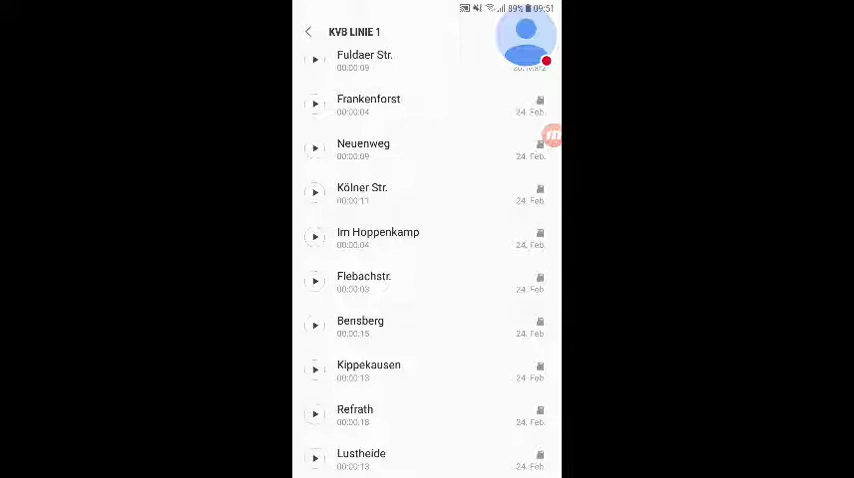 89% 09:51
KVB LINIE 1
Fuldaer Str.
00:00:09
Frankenforst
00:00:04
24. Feb.
Neuenweg
00:00:09
24. Feb.
Kölner Str.
00:00:11
24. Feb.
Im Hoppenkamp
00:00:04
24. Feb.
Flebachstr.
00:00:03
24. Feb.
Bensberg
00:00:15
24. Feb.
Kippekausen
00:00:13
24. Feb.
Refrath
00:00:18
24. Feb.
Lustheide
00:00:13
24. Feb.